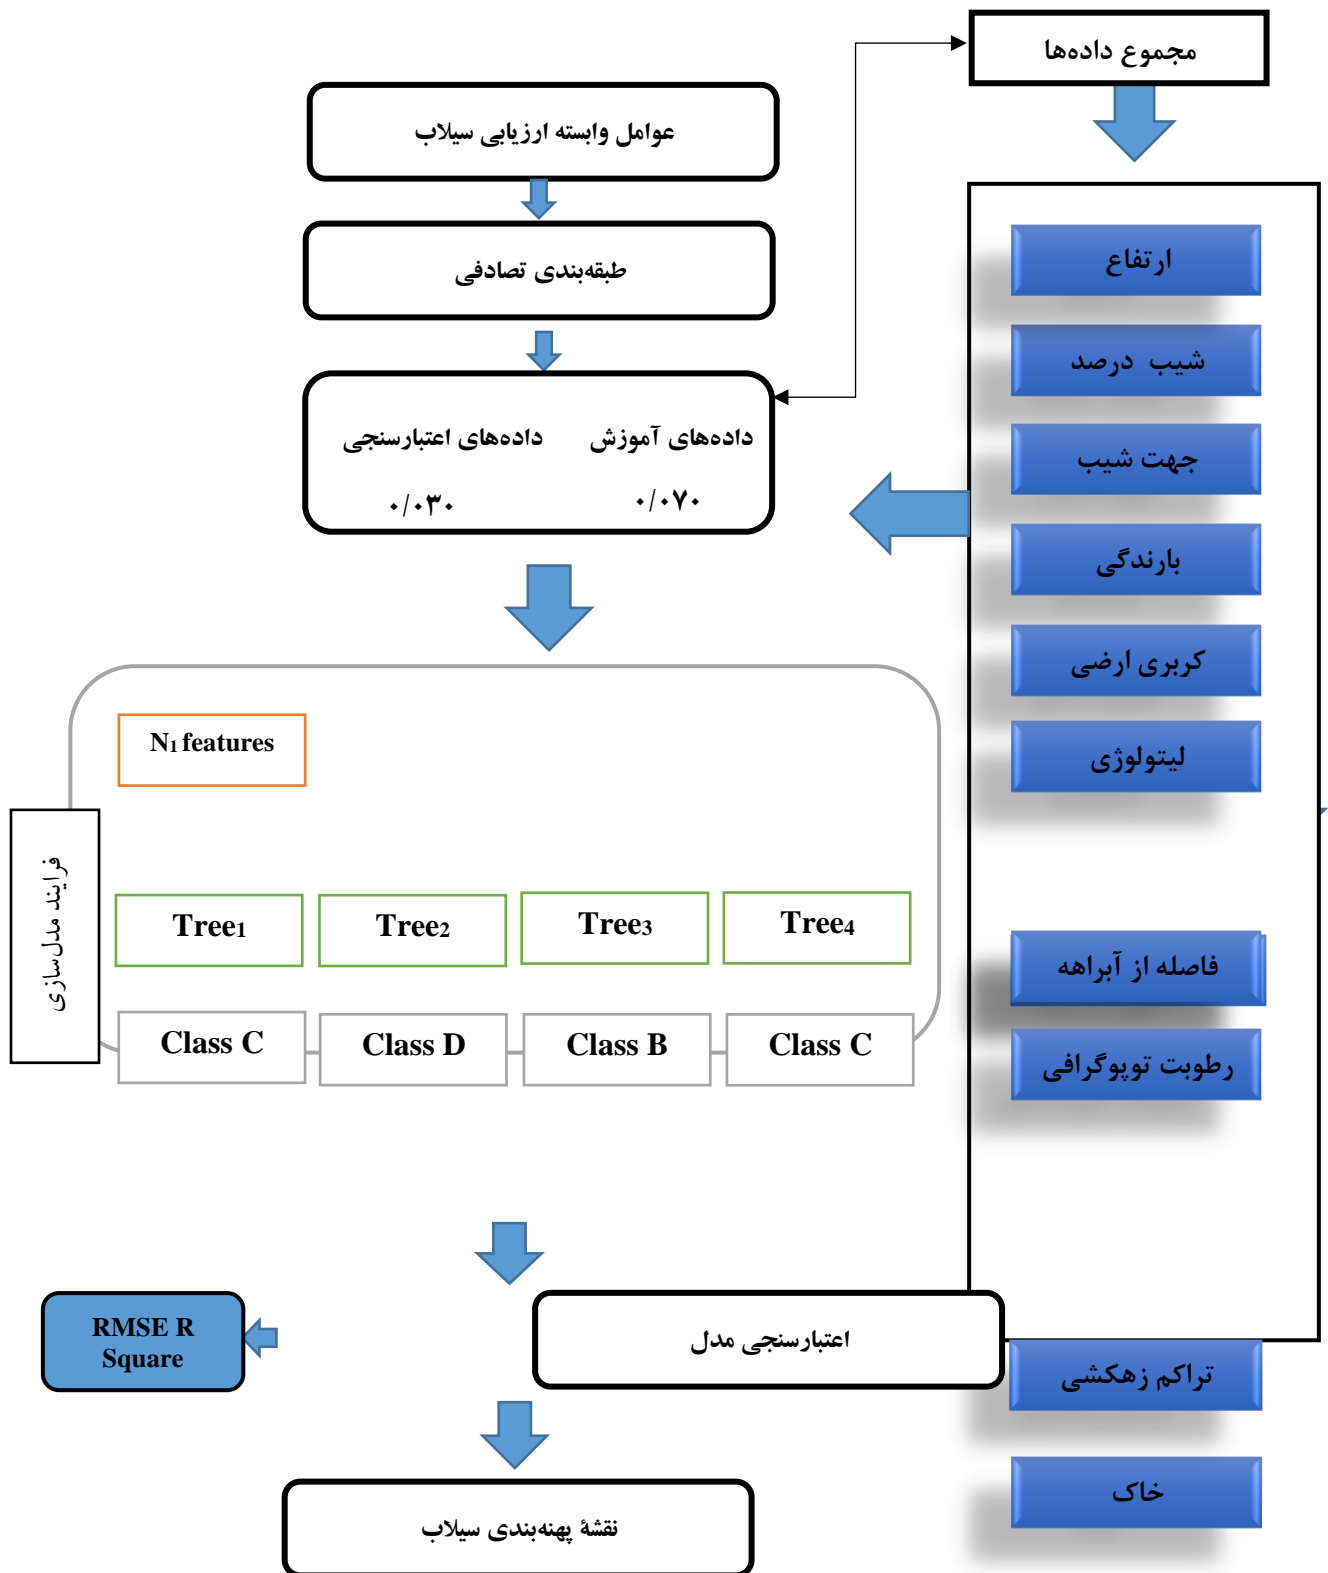 مجموع داده‌ها
عوامل وابسته ارزیابی سیلاب
طبقه‌بندی تصادفی
داده‌های آموزش
داده‌های اعتبارسنجی
۰/۰۷۰
۰/۰۳۰
ارتفاع
شیب درصد
جهت شیب
بارندگی
کربری ارضی
لیتولوژی
فاصله از آبراهه
رطوبت توپوگرافی
تراکم زهکشی
خاک
فرایند مدل‌سازی
N1 features
Tree1
Tree2
Tree3
Tree4
Class C
Class D
Class B
Class C
اعتبارسنجی مدل
RMSE R
Square
نقشهٔ پهنه‌بندی سیلاب